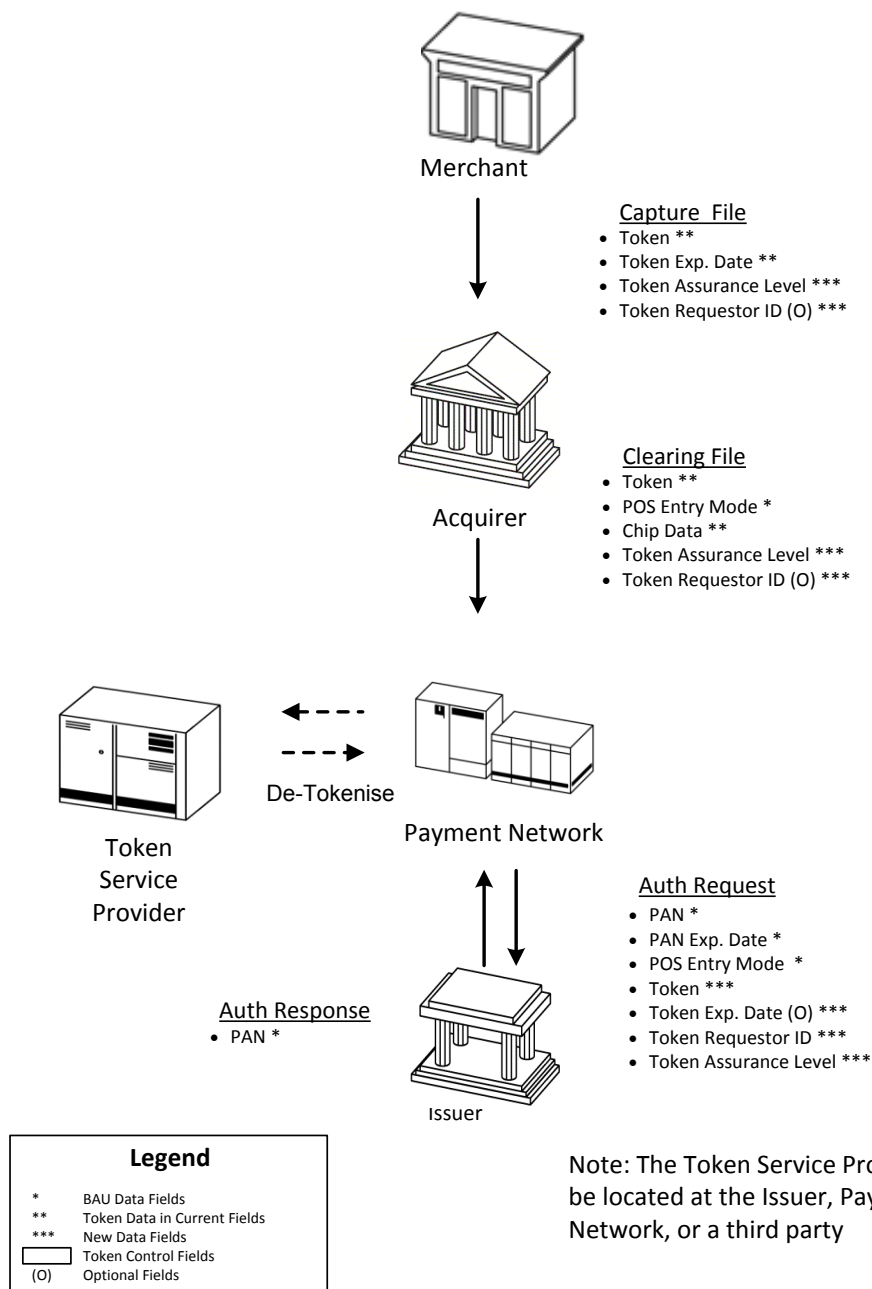 Merchant
Capture File
• Token **
• Token Exp. Date **
• Token Assurance Level ***
• Token Requestor ID (O) ***
Acquirer
Clearing File
• Token **
• POS Entry Mode *
• Chip Data **
• Token Assurance Level ***
• Token Requestor ID (O) ***
De-Tokenise
Token
Service
Provider
Payment Network
Auth Request
• PAN *
• PAN Exp. Date *
• POS Entry Mode *
• Token ***
• Token Exp. Date (O) ***
• Token Requestor ID ***
• Token Assurance Level ***
Auth Response
• PAN *
Issuer
Legend
* BAU Data Fields
** Token Data in Current Fields
*** New Data Fields
Token Control Fields
(O) Optional Fields
Note: The Token Service
be located at the Issuer,
Network, or a third party